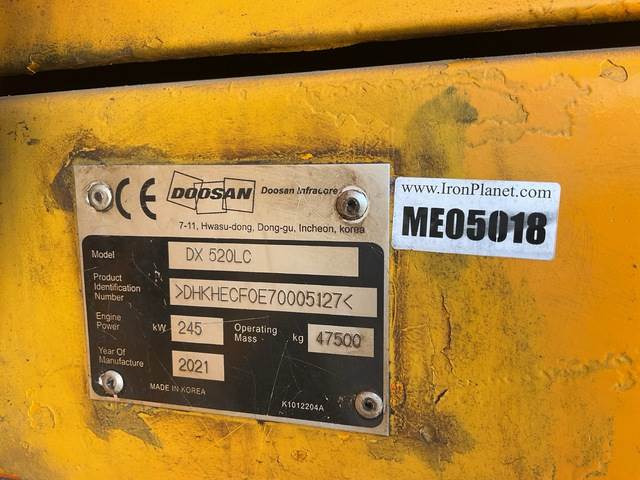 CE DOOSAN Doosan Infracore
7-11, Hwasu-dong, Dong-gu, Incheon, korea
Model DX 520LC
Product Identification Number >DHKHECFOE70005127<
Engine Power kW 245 Operating Mass kg 47500
Year Of Manufacture 2021
MADE IN KOREA K1012204A
www.IronPlanet.com
ME05018